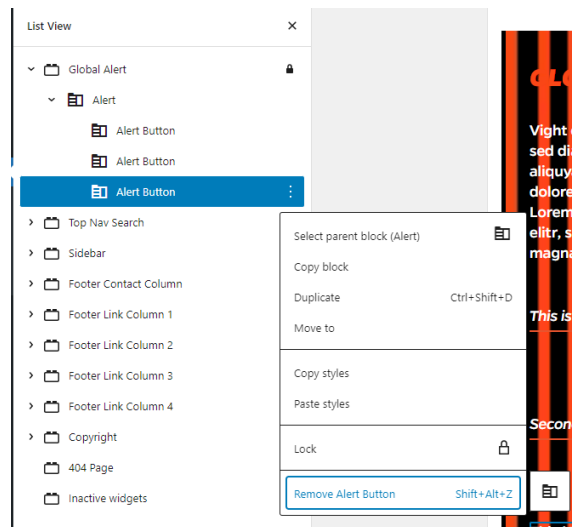 List View
Global Alert
Alert
Alert Button
Alert Button
Alert Button
Top Nav Search
Sidebar
Footer Contact Column
Footer Link Column 1
Footer Link Column 2
Footer Link Column 3
Footer Link Column 4
Copyright
404 Page
Inactive widgets
Select parent block (Alert)
Copy block
Duplicate Ctrl+Shift+D
Move to
Copy styles
Paste styles
Lock
Remove Alert Button Shift+Alt+Z
Vight
sed
aliquy
dolore
Lorem
elitr, s
magna
This is